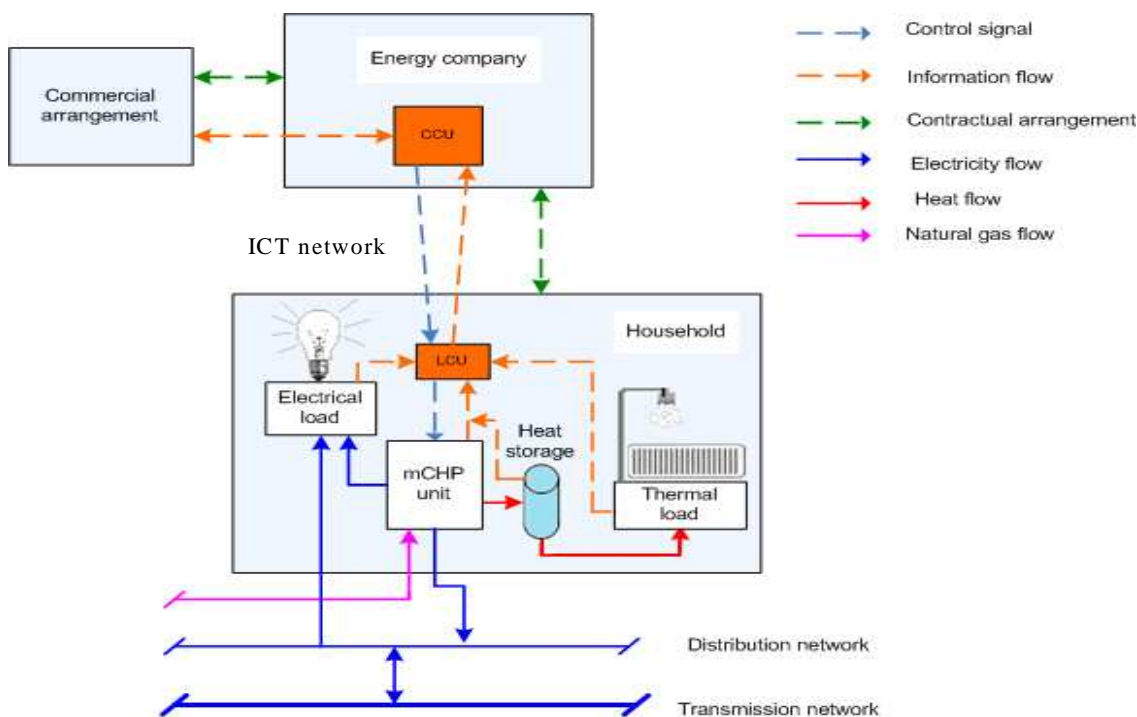 Commercial
arrangement
Energy company
CCU
Control signal
Information flow
Contractual arrangement
Electricity flow
Heat flow
Natural gas flow
ICT network
Household
LCU
Electrical
load
mCHP
unit
Heat
storage
Thermal
load
Distribution network
Transmission network